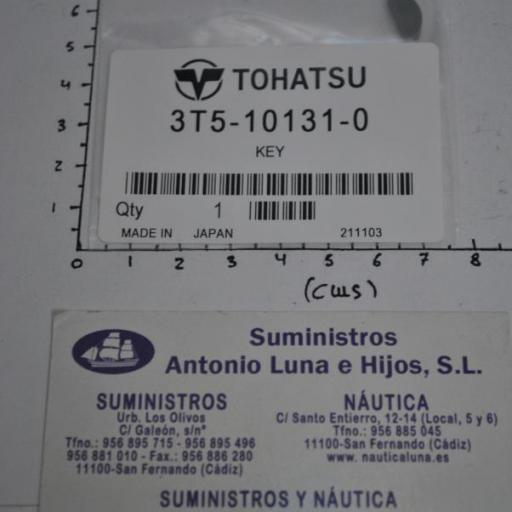 6
5
4
3
2
1
TOHATSU
3T5-10131-0
KEY
Qty 1
MADE IN JAPAN 211103
0 1 2 3 4 5 6 7 8
(cms)
Suministros
Antonio Luna e Hijos, S.L.
SUMINISTROS
Urb. Los Olivos
C/ Galeón, s/nº
Tfno.: 956 895 715 - 956 895 496
956 881 010 - Fax.: 956 886 280
11100-San Fernando (Cádiz)
NÁUTICA
C/ Santo Entierro, 12-14 (Local, 5 y 6)
Tfno.: 956 885 045
11100-San Fernando (Cádiz)
www. nauticaluna.es
SUMINISTROS Y NÁUTICA